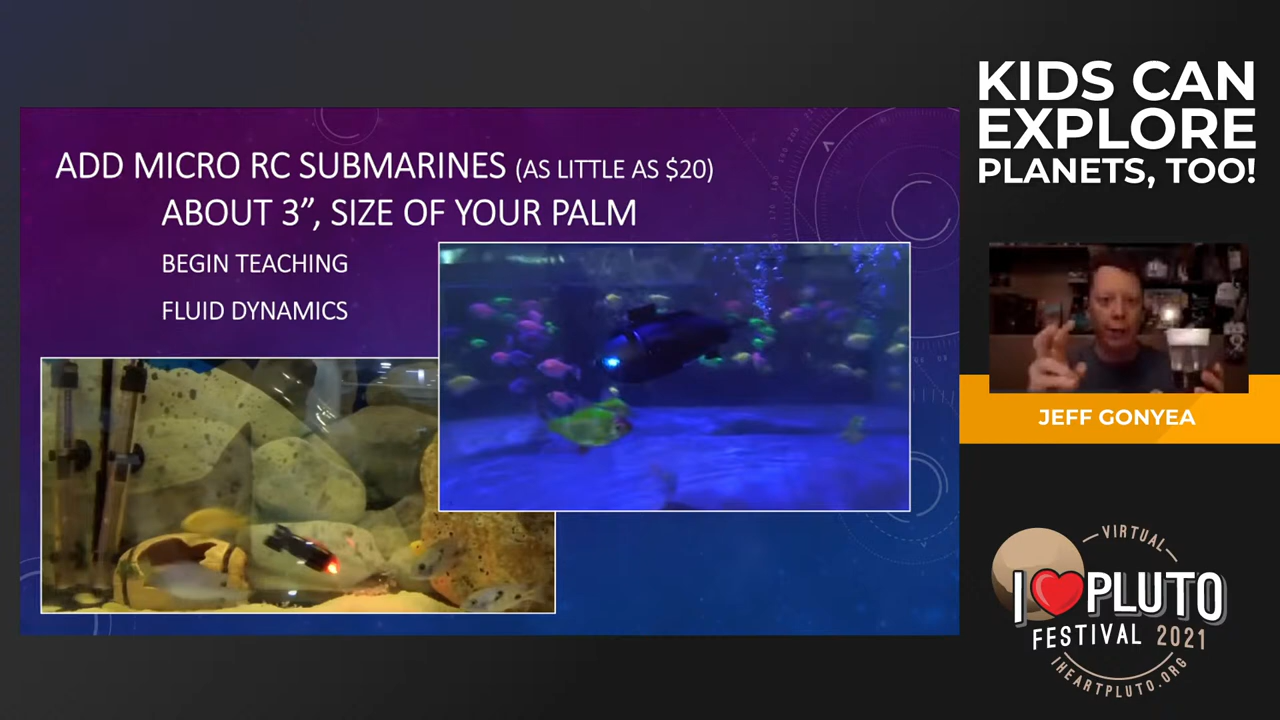 ADD MICRO RC SUBMARINES (AS LITTLE AS $20)
ABOUT 3”, SIZE OF YOUR PALM
BEGIN TEACHING
FLUID DYNAMICS
KIDS CAN
EXPLORE
PLANETS, TOO!
JEFF GONYEA
VIRTUAL
I PLUTO
FESTIVAL 2021
IHEARTPLUTO.ORG